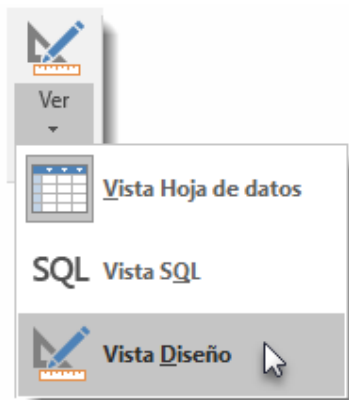 Ver
Vista Hoja de datos
SQL Vista SQL
Vista Diseño